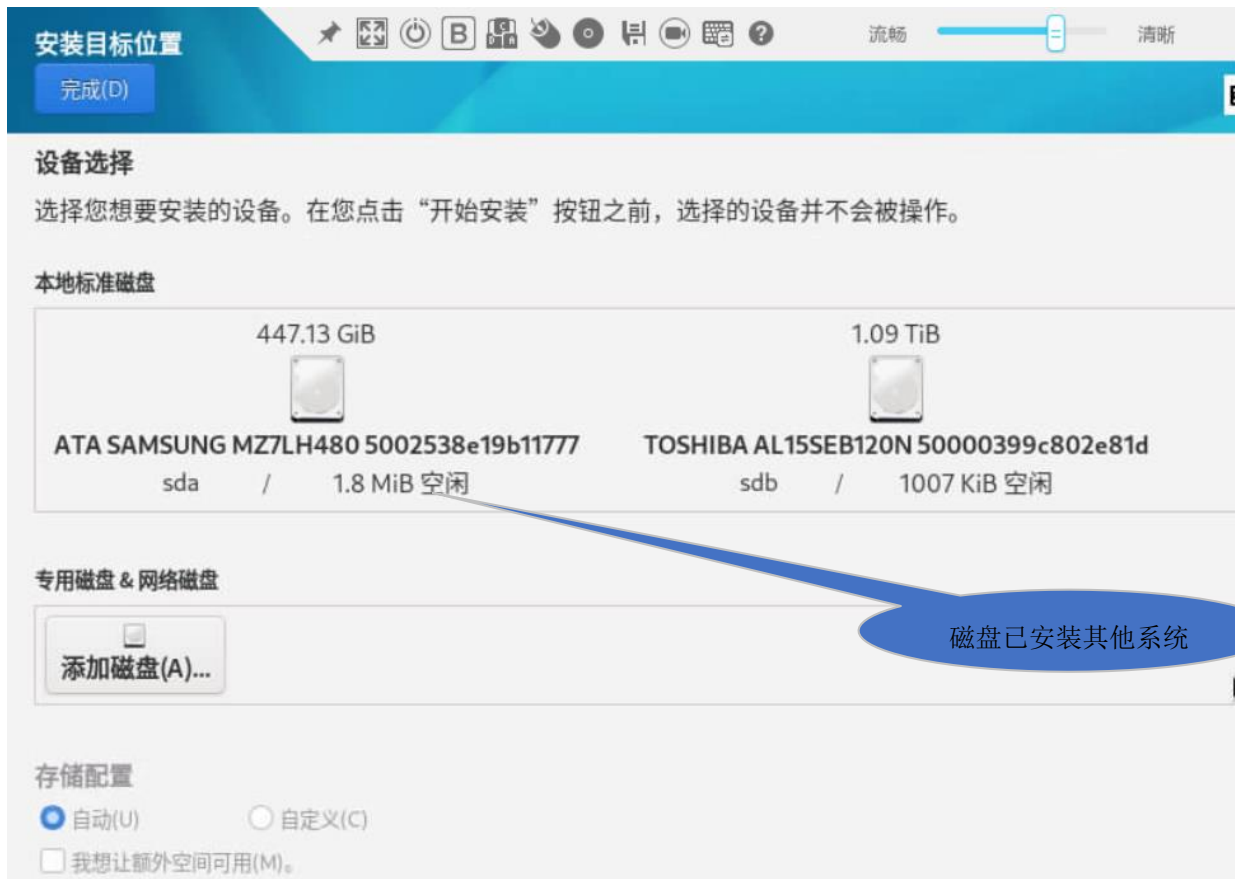 安装目标位置
流畅 清晰
完成(D)
设备选择
选择您想要安装的设备。在您点击“开始安装”按钮之前，选择的设备并不会被操作。
本地标准磁盘
447.13 GiB 1.09 TiB
ATA SAMSUNG MZ7LH480 5002538e19b11777 TOSHIBA AL15SEB120N 50000399c802e81d
sda / 1.8 MiB 空闲 sdb / 1007 KiB 空闲
专用磁盘 & 网络磁盘
磁盘已安装其他系统
添加磁盘(A)...
存储配置
自动(U) 自定义(C)
我想让额外空间可用(M)。